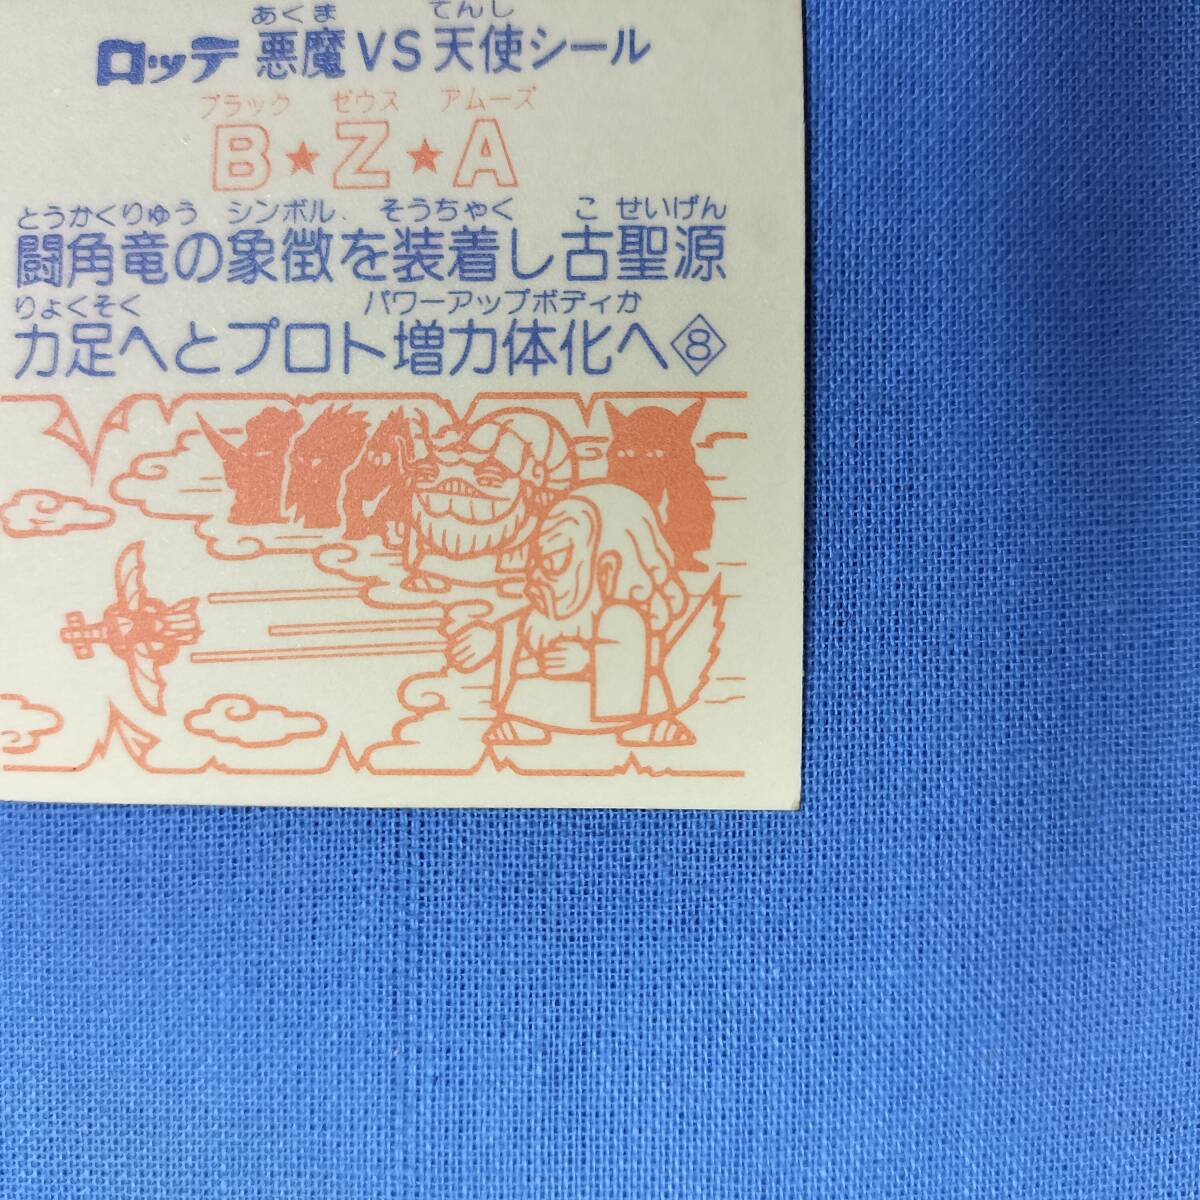 あくま てんし
ロッテ 悪魔VS天使シール
ブラック ゼウス アムーズ
B★Z★A
とうかくりゅう シンボル そうちゃく こ せいげん
闘角竜の象徴を装着し古聖源
りょくそく パワーアップボディか
力足へとプロト増力体化へ8